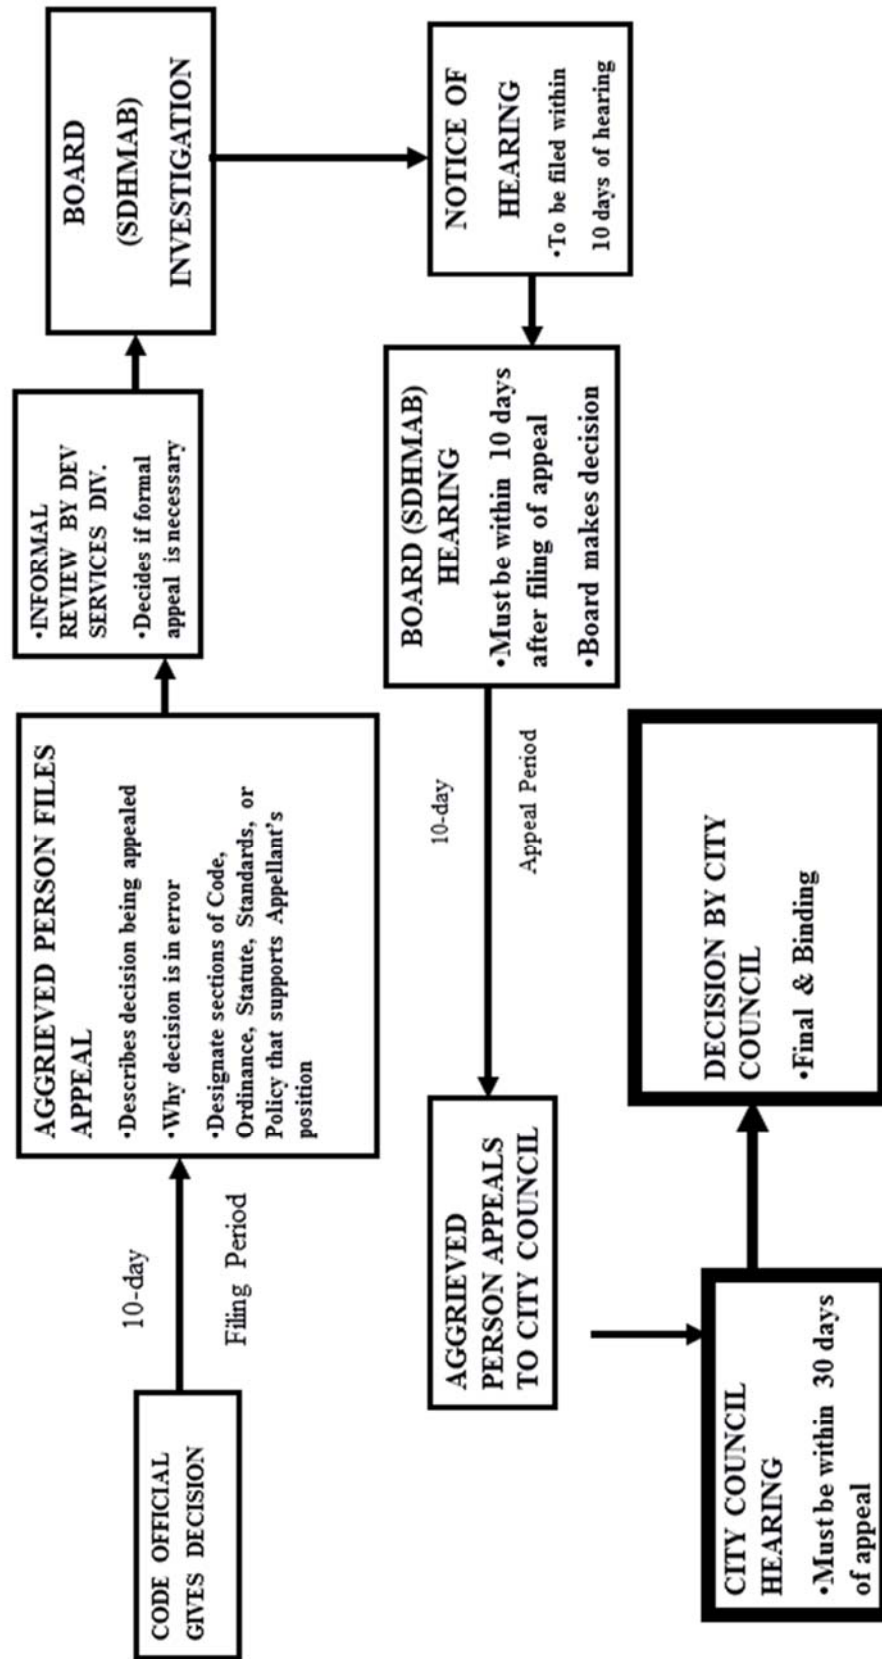 CODE OFFICIAL
GIVES DECISION
10-day
Filing Period
AGGRIEVED PERSON FILES
APPEAL
•Describes decision being appealed
•Why decision is in error
•Designate sections of Code,
Ordinance, Statute, Standards, or
Policy that supports Appellant's
position
•INFORMAL
REVIEW BY DEV
SERVICES DIV.
•Decides if formal
appeal is necessary
BOARD
(SDHMAB)
INVESTIGATION
NOTICE OF
HEARING
•To be filed within
10 days of hearing
BOARD (SDHMAB)
HEARING
•Must be within 10 days
after filing of appeal
•Board makes decision
10-day
Appeal Period
AGGRIEVED
PERSON APPEALS
TO CITY COUNCIL
CITY COUNCIL
HEARING
•Must be within 30 days
of appeal
DECISION BY CITY
COUNCIL
•Final & Binding